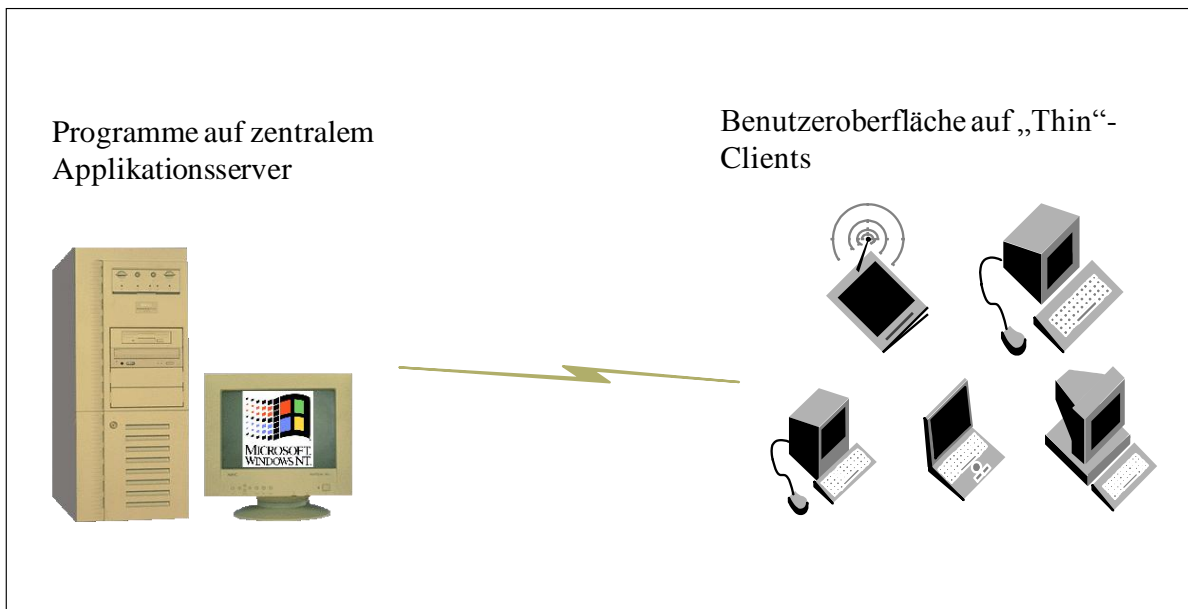 Programme auf zentralem
Applikationsserver
Benutzeroberfläche auf „Thin“-
Clients
MICROSOFT.
WINDOWS NT.